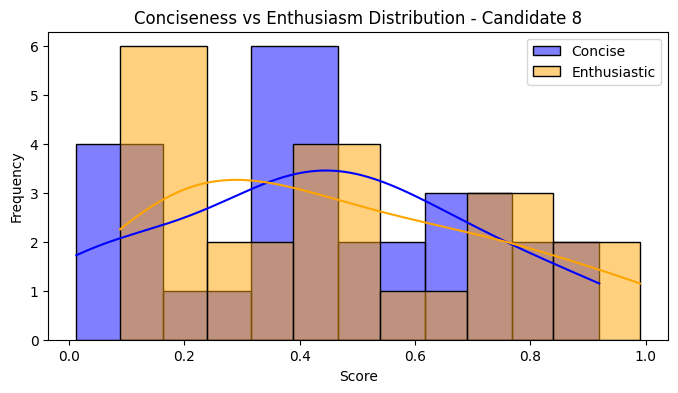 Conciseness vs Enthusiasm Distribution - Candidate 8
Concise
Enthusiastic
Frequency
6
5
4
3
2
1
0
0.0 0.2 0.4 0.6 0.8 1.0
Score